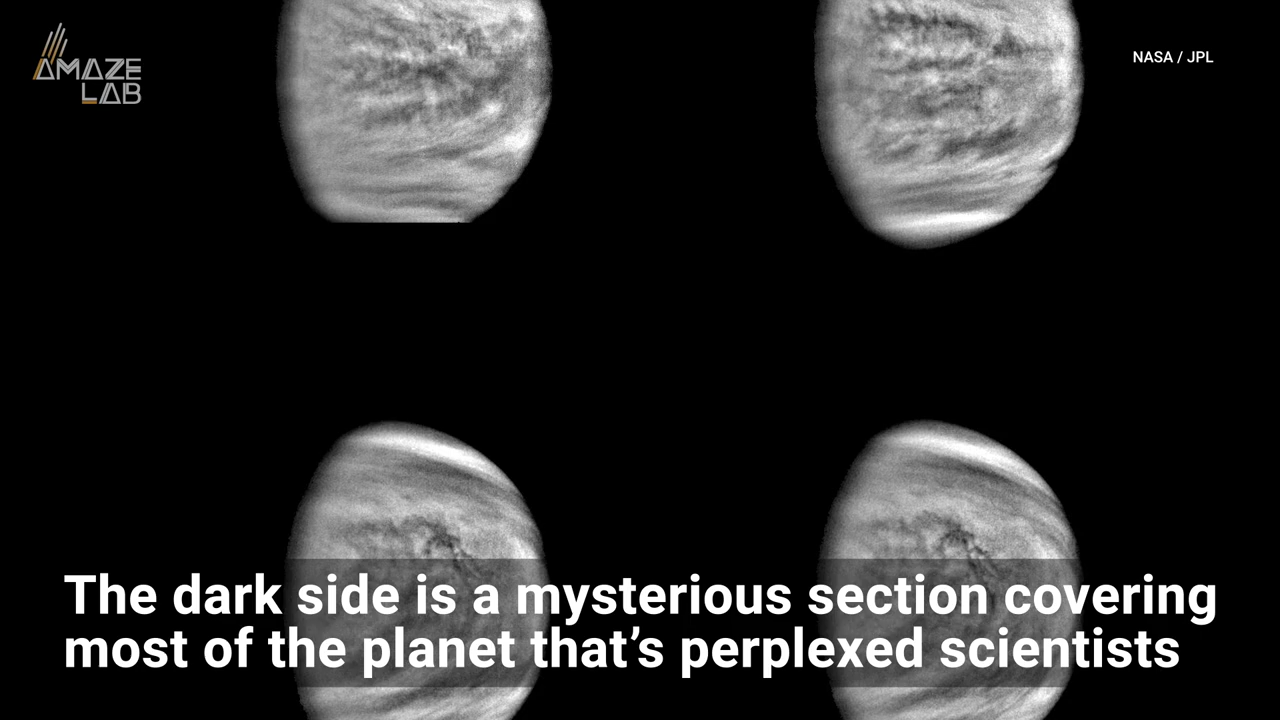 AMAZE
LAB
NASA / JPL
The dark side is a mysterious section covering
most of the planet that’s perplexed scientists